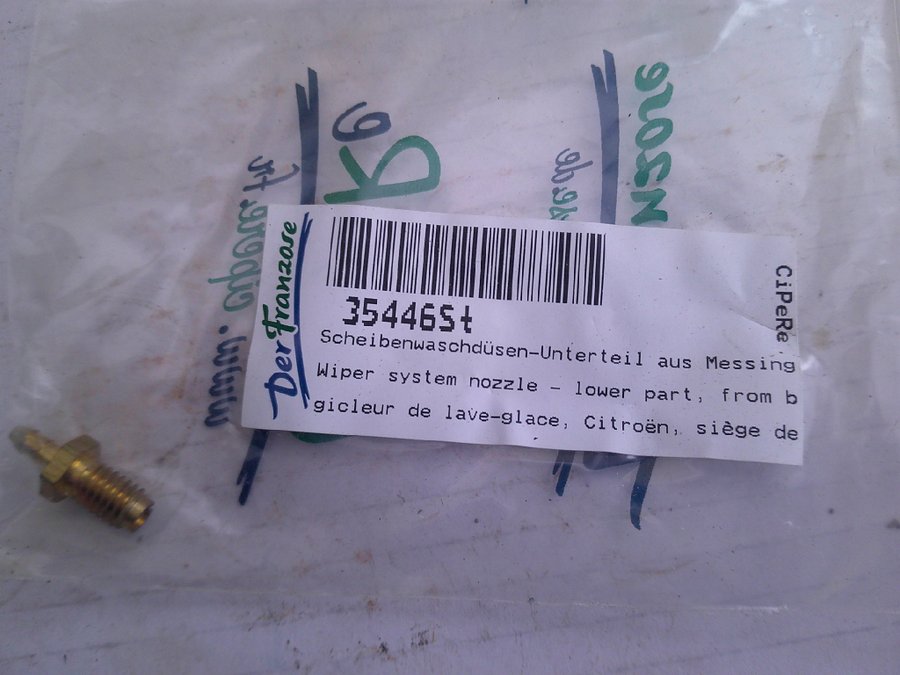 Der Franzose
35446St
Scheibenwaschdüsen-Unterteil aus Messing
Wiper system nozzle - lower part, from b
gicleur de lave-glace, Citroën, siège de
CiPeRe